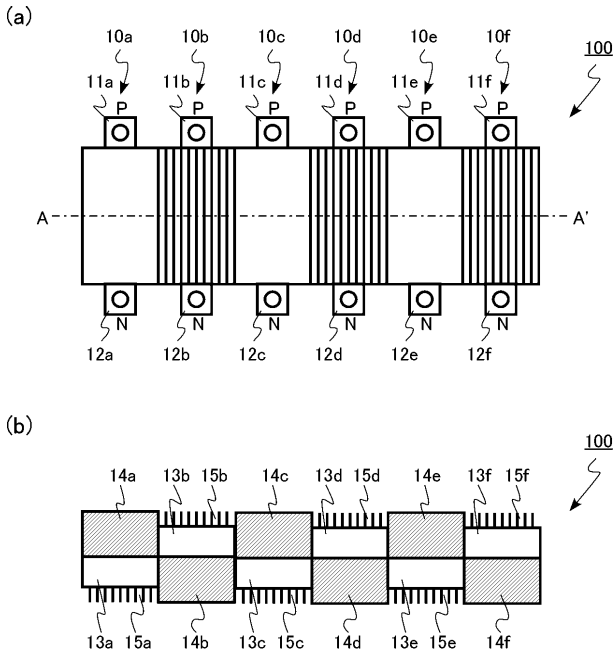 (a)
10a 10b 10c 10d 10e 10f 100
11a 11b 11c 11d 11e 11f
P P P P P P
A A'
N N N N N N
12a 12b 12c 12d 12e 12f
(b)
100
14a 13b 15b 14c 13d 15d 14e 13f 15f
13a 15a 14b 13c 15c 14d 13e 15e 14f